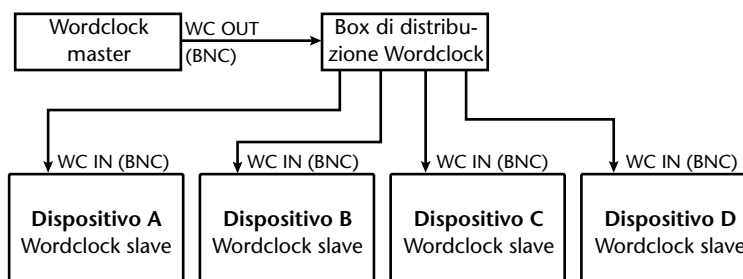 Wordclock
master
WC OUT
(BNC)
Box di distribu-
zione Wordclock
WC IN (BNC)
WC IN (BNC)
WC IN (BNC)
WC IN (BNC)
Dispositivo A
Wordclock slave
Dispositivo B
Wordclock slave
Dispositivo C
Wordclock slave
Dispositivo D
Wordclock slave